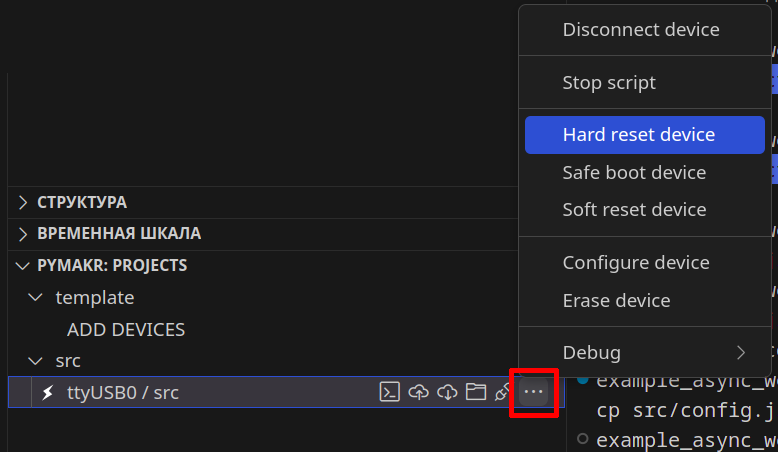 Disconnect device
Stop script
Hard reset device
Safe boot device
Soft reset device
Configure device
Erase device
Debug
СТРУКТУРА
ВРЕМЕННАЯ ШКАЛА
PYMAKR: PROJECTS
template
ADD DEVICES
src
ttyUSB0 / src
example_async_w
cp src/config.j
example_async_w